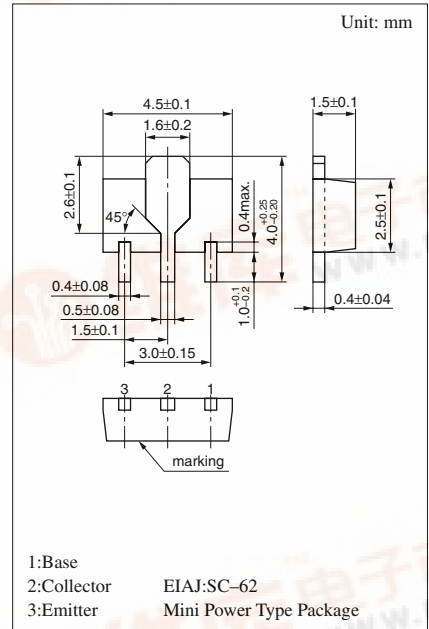 Unit: mm
4.5±0.1
1.6±0.2
1.5±0.1
2.6±0.1
45°
0.4max.
4.0+0.25−0.20
2.5±0.1
1.0+0.1−0.2
0.4±0.08
0.5±0.08
1.5±0.1
3.0±0.15
0.4±0.04
3 2 1
marking
1:Base
2:Collector EIAJ:SC–62
3:Emitter Mini Power Type Package